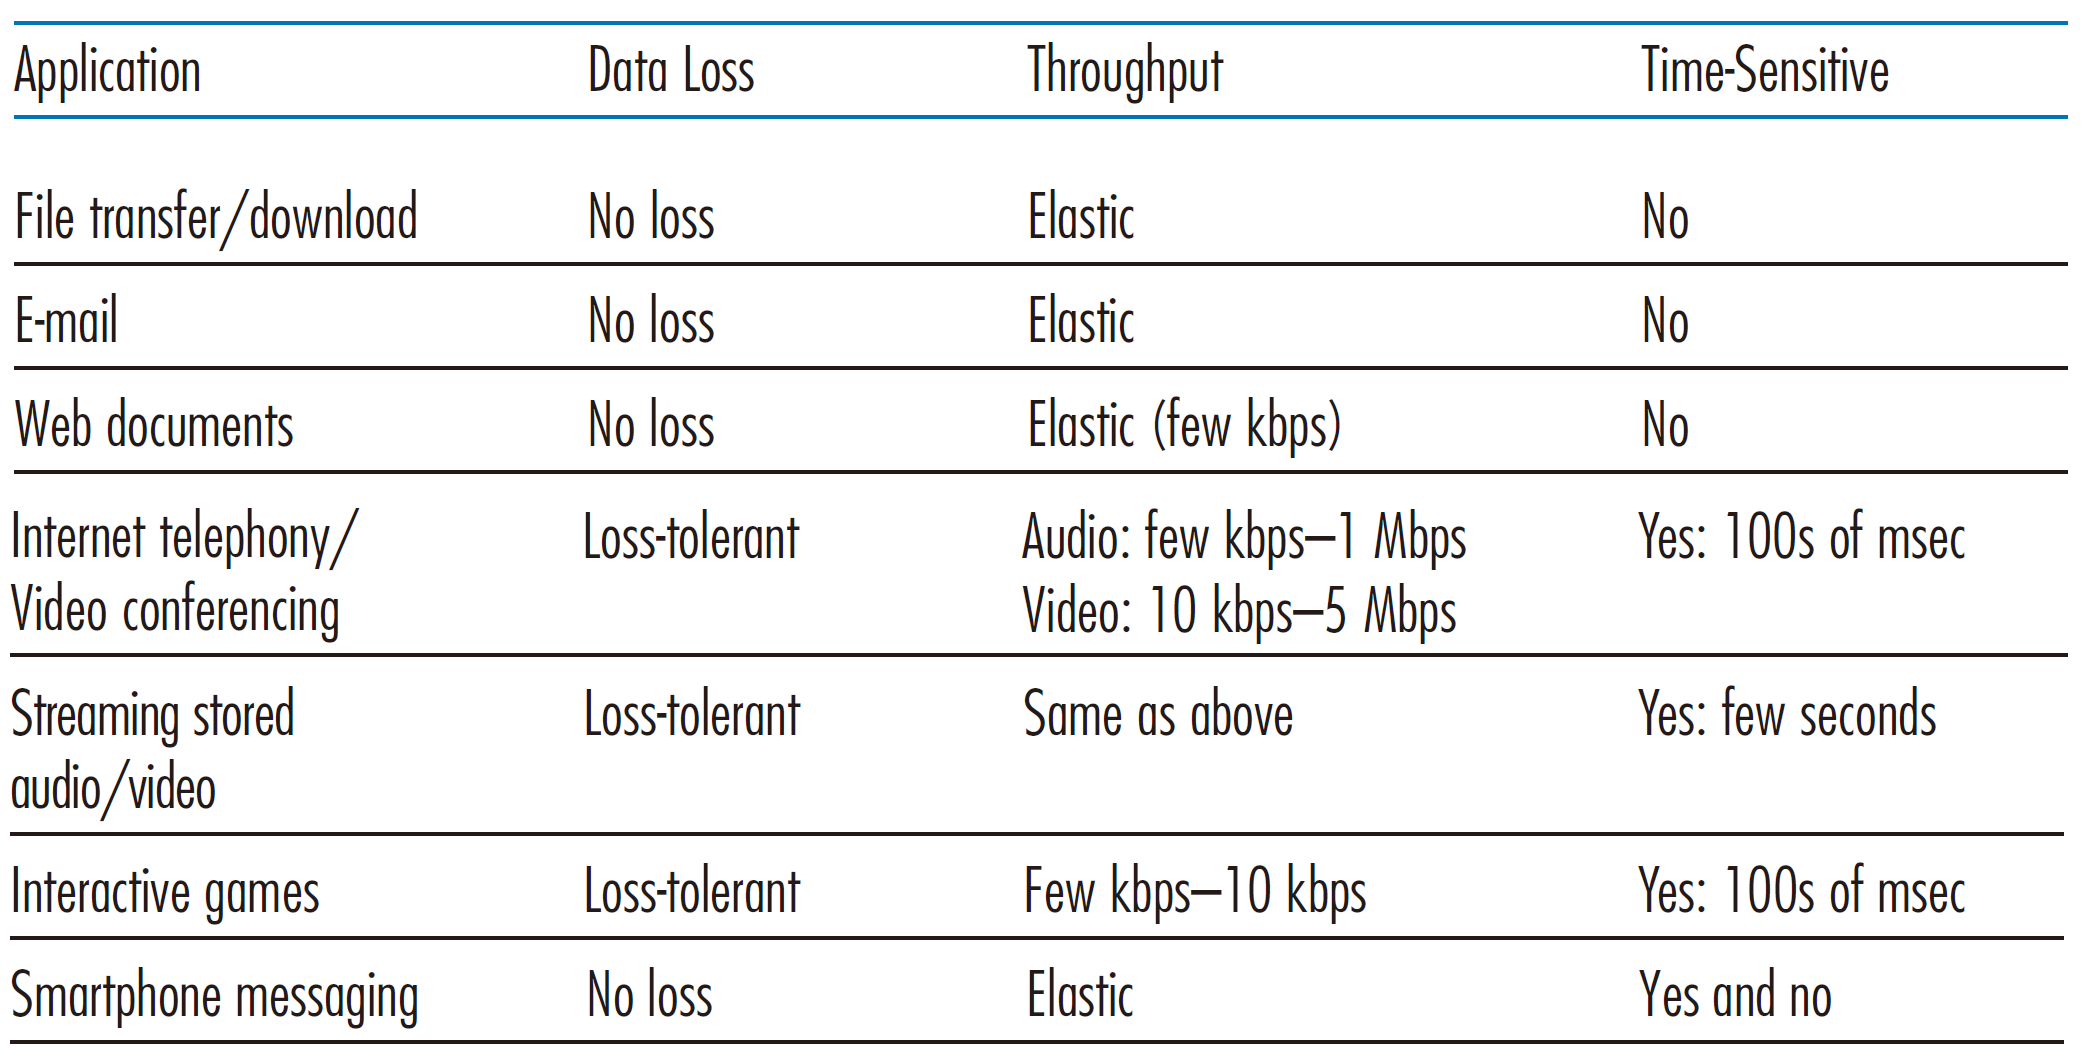 Application Data Loss Throughput Time-Sensitive
File transfer/download No loss Elastic No
E-mail No loss Elastic No
Web documents No loss Elastic (few kbps) No
Internet telephony/ Loss-tolerant Audio: few kbps–1 Mbps Yes: 100s of msec
Video conferencing Video: 10 kbps–5 Mbps
Streaming stored Loss-tolerant Same as above Yes: few seconds
audio/video
Interactive games Loss-tolerant Few kbps–10 kbps Yes: 100s of msec
Smartphone messaging No loss Elastic Yes and no